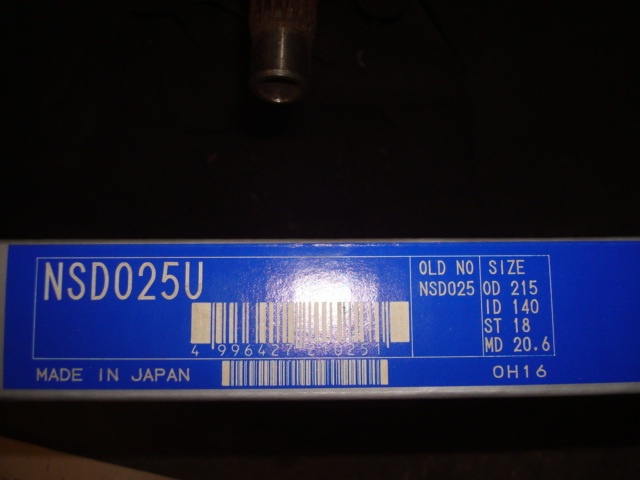 NSD025U
OLD NO
NSD025
SIZE
OD 215
ID 140
ST 18
MD 20.6
MADE IN JAPAN
OH16